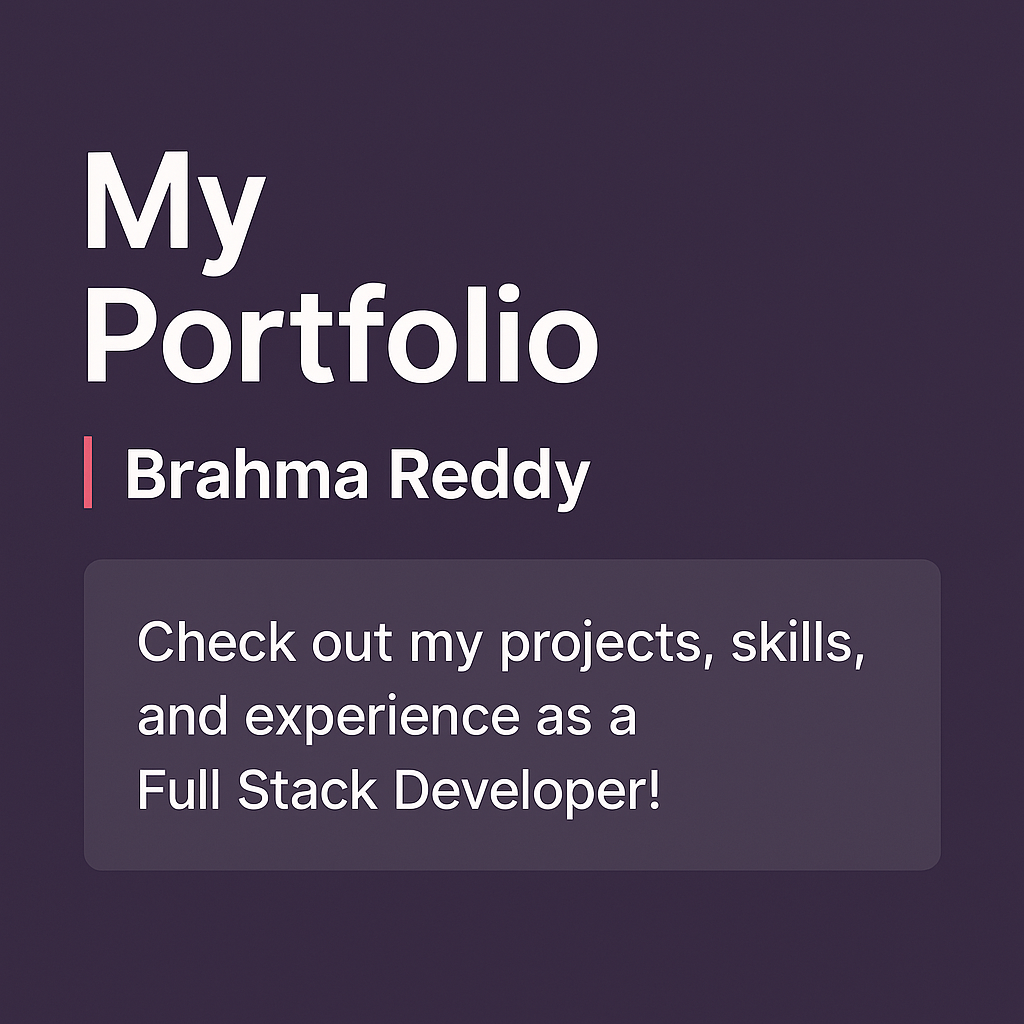 My
Portfolio
Brahma Reddy
Check out my projects, skills,
and experience as a
Full Stack Developer!